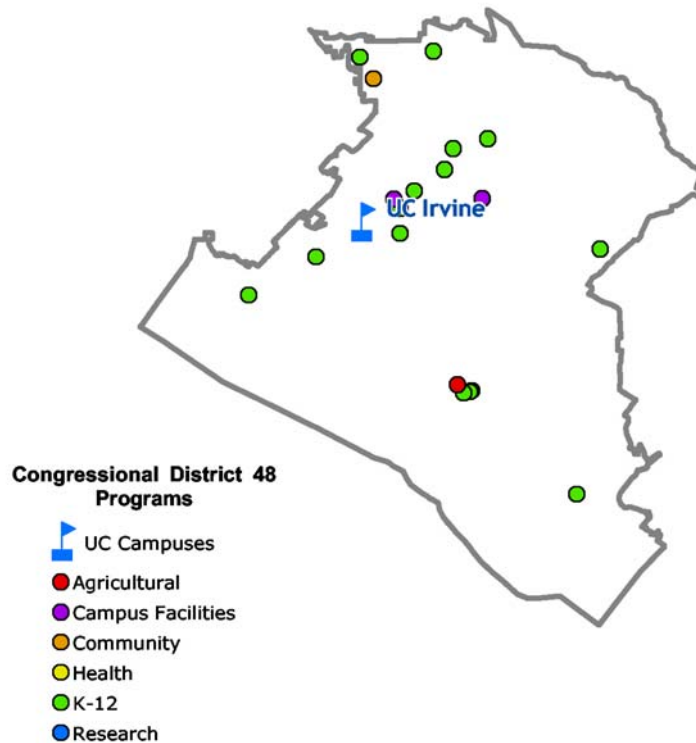 UC Irvine
Congressional District 48
Programs
UC Campuses
Agricultural
Campus Facilities
Community
Health
K-12
Research